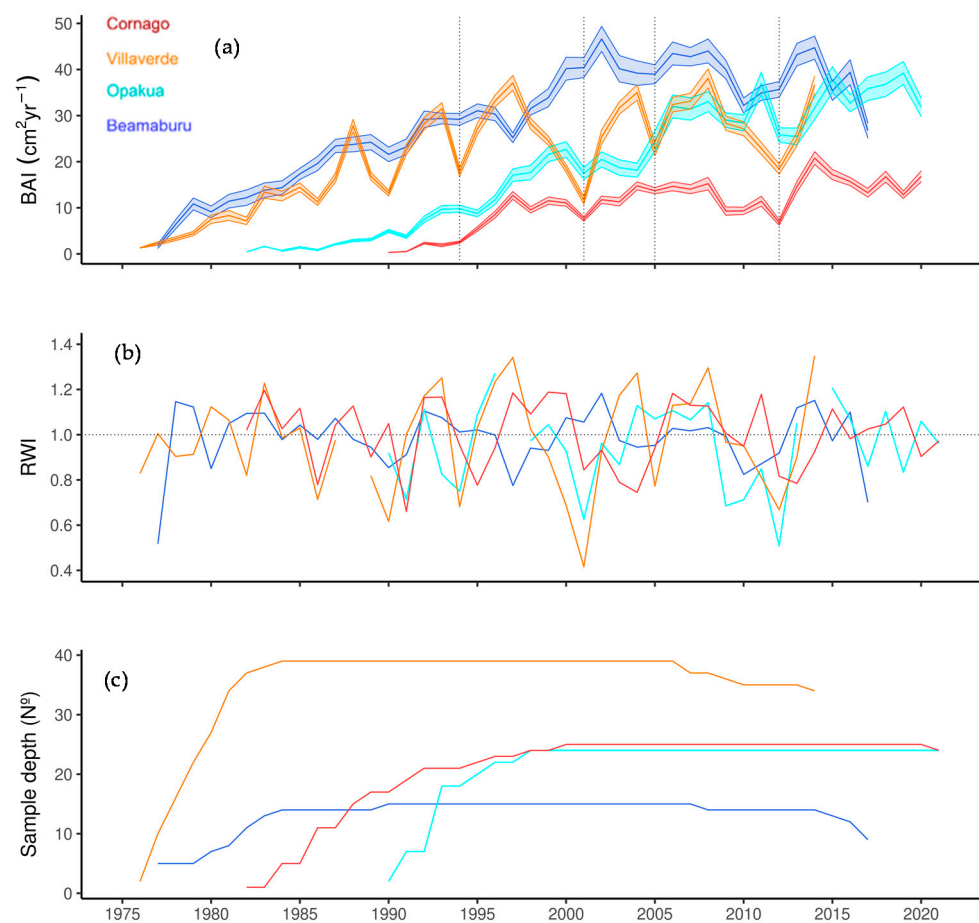 Cornago
Villaverde
Opakua
Beamaburu
(a)
BAI (cm²yr⁻¹)
50
40
30
20
10
0
(b)
RWI
1.4
1.2
1.0
0.8
0.6
0.4
(c)
Sample depth (Nº)
40
30
20
10
0
1975 1980 1985 1990 1995 2000 2005 2010 2015 2020